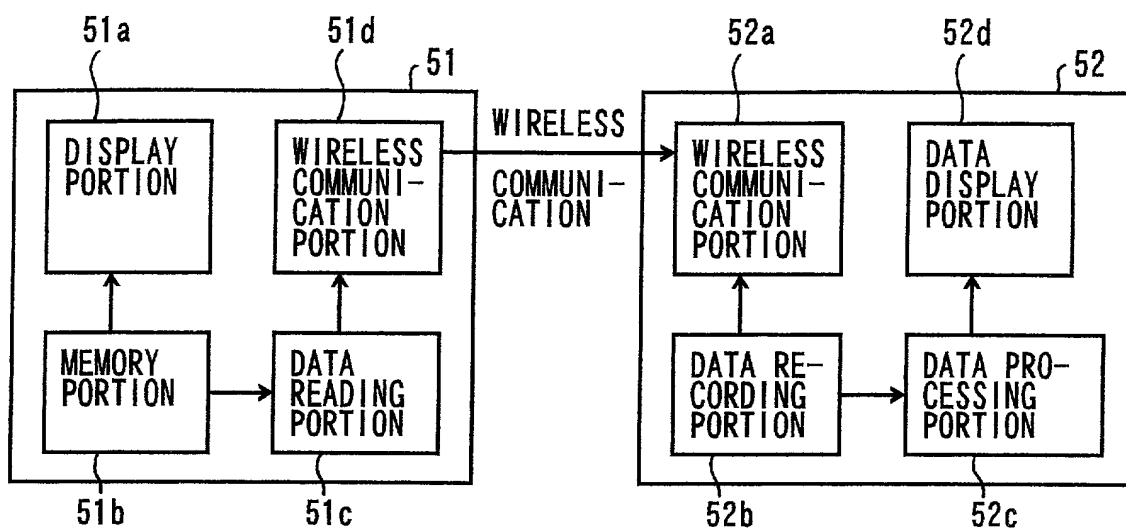 51a
51d
51
52a
52d
52
DISPLAY
PORTION
WIRELESS
COMMUNI-
CATION
PORTION
WIRELESS
COMMUNI-
CATION
WIRELESS
COMMUNI-
CATION
PORTION
DATA
DISPLAY
PORTION
MEMORY
PORTION
DATA
READING
PORTION
DATA RE-
CORDING
PORTION
DATA PRO-
CESSING
PORTION
51b
51c
52b
52c